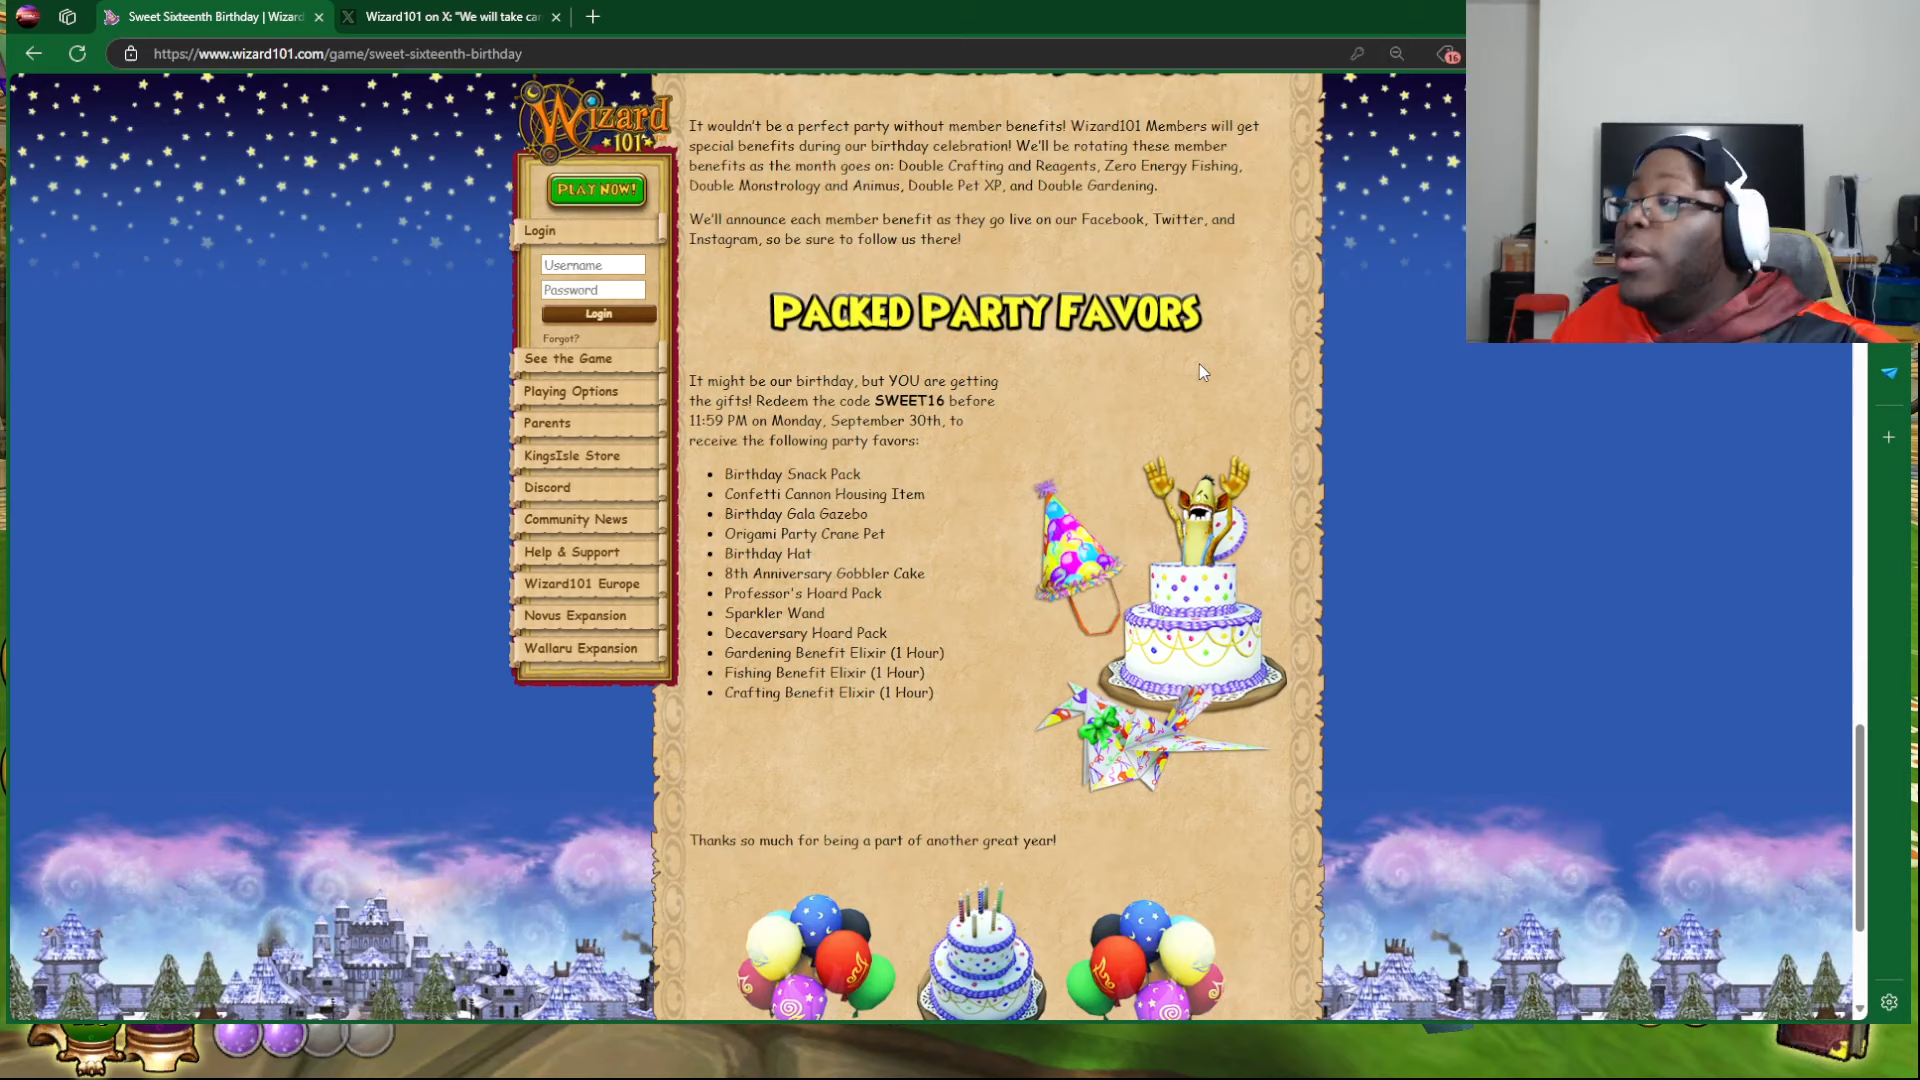 Sweet Sixteenth Birthday | Wizard
Wizard101 on X: "We will take car
https://www.wizard101.com/game/sweet-sixteenth-birthday
16
Wizard
101
PLAY NOW!
Login
Username
Password
Login
Forgot?
See the Game
Playing Options
Parents
KingsIsle Store
Discord
Community News
Help & Support
Wizard101 Europe
Novus Expansion
Wallaru Expansion
It wouldn't be a perfect party without member benefits! Wizard101 Members will get
special benefits during our birthday celebration! We'll be rotating these member
benefits as the month goes on: Double Crafting and Reagents, Zero Energy Fishing,
Double Monstrology and Animus, Double Pet XP, and Double Gardening.
We'll announce each member benefit as they go live on our Facebook, Twitter, and
Instagram, so be sure to follow us there!
PACKED PARTY FAVORS
It might be our birthday, but YOU are getting
the gifts! Redeem the code SWEET16 before
11:59 PM on Monday, September 30th, to
receive the following party favors:
Birthday Snack Pack
Confetti Cannon Housing Item
Birthday Gala Gazebo
Origami Party Crane Pet
Birthday Hat
8th Anniversary Gobbler Cake
Professor's Hoard Pack
Sparkler Wand
Decaversary Hoard Pack
Gardening Benefit Elixir (1 Hour)
Fishing Benefit Elixir (1 Hour)
Crafting Benefit Elixir (1 Hour)
Thanks so much for being a part of another great year!